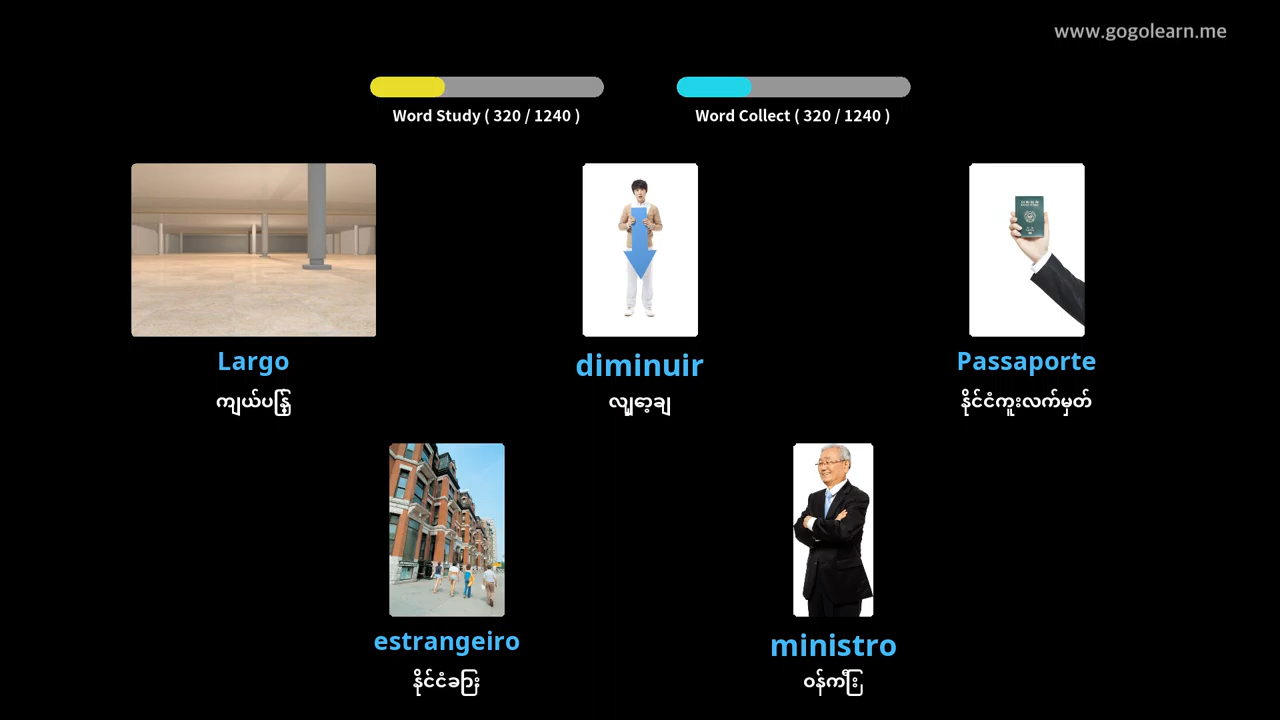 www.gogolearn.me
Word Study ( 320 / 1240 )
Word Collect ( 320 / 1240 )
Largo
ကျယ်ပြန့်
diminuir
လျှော့ချ
Passaporte
နိုင်ငံကူးလက်မှတ်
estrangeiro
နိုင်ငံခြား
ministro
ဝန်ကြီး